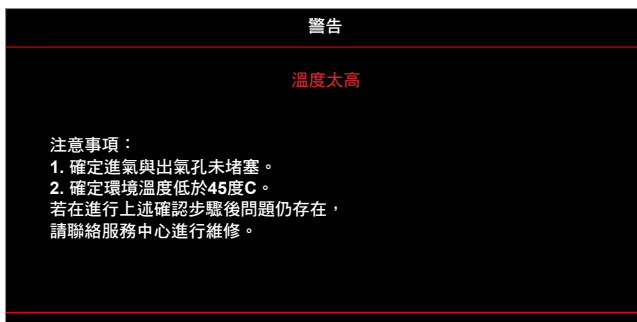 警告
溫度太高
注意事項：
1. 確定進氣與出氣孔未堵塞。
2. 確定環境溫度低於45度C。
若在進行上述確認步驟後問題仍存在，
請聯絡服務中心進行維修。